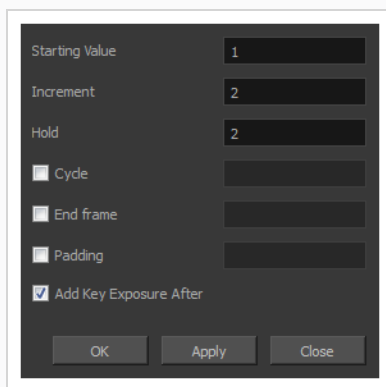 Starting Value 1
Increment 2
Hold 2
Cycle
End frame
Padding
Add Key Exposure After
OK Apply Close